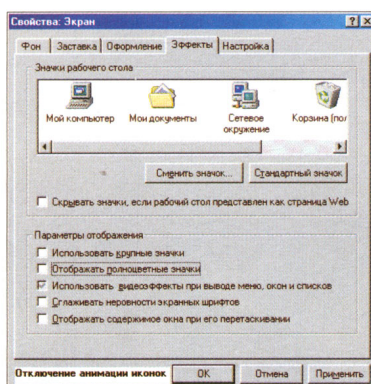 Свойства: Экран
Фон Заставка Оформление Эффекты Настройка
Значки рабочего стола
Мой компьютер Мои документы Сетевое окружение Корзина (пол
Сменить значок... Стандартный значок
Скрывать значки, если рабочий стол представлен как страница Web
Параметры отображения
Использовать крупные значки
Отображать полноцветные значки
Использовать видеоэффекты при выводе меню, окон и списков
Сглаживать неровности экранных шрифтов
Отображать содержимое окна при его перетаскивании
Отключение анимации иконок ОК Отмена Применить